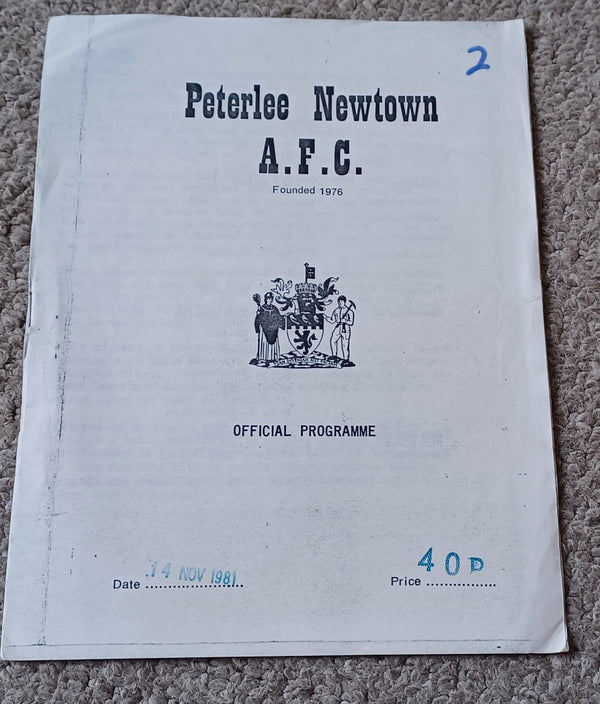 2
Peterlee Newtown
A.F.C.
Founded 1976
OFFICIAL PROGRAMME
Date 14 NOV 1981
Price 40P